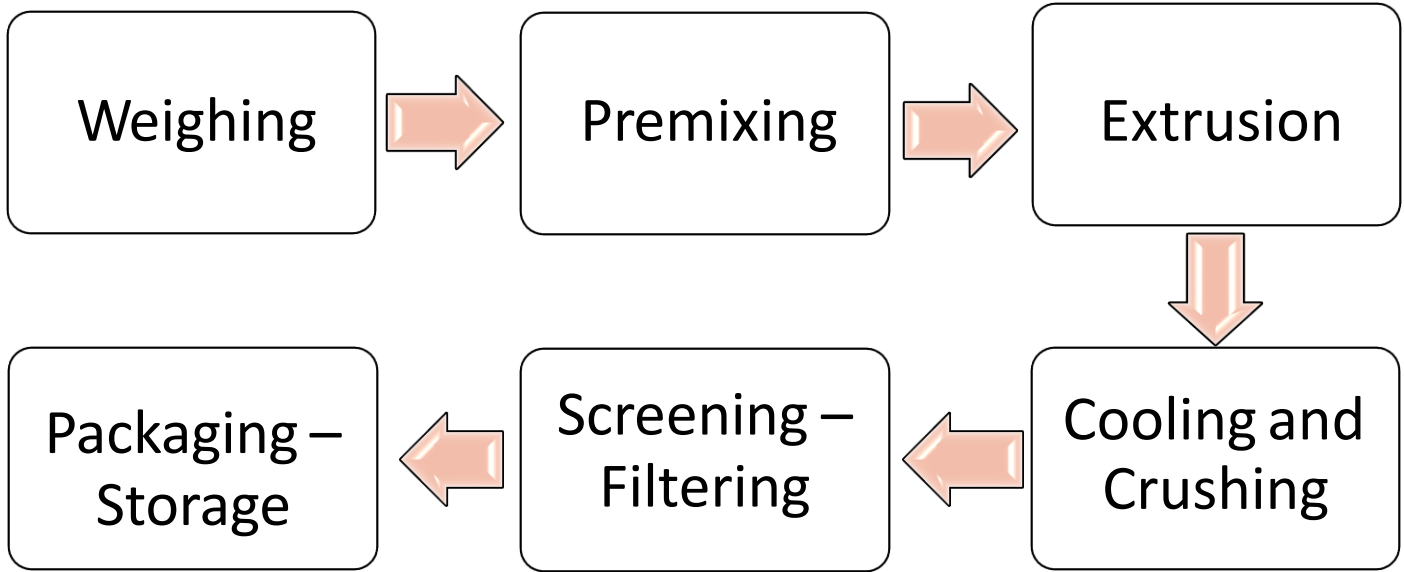 Weighing
Premixing
Extrusion
Cooling and
Crushing
Screening –
Filtering
Packaging –
Storage